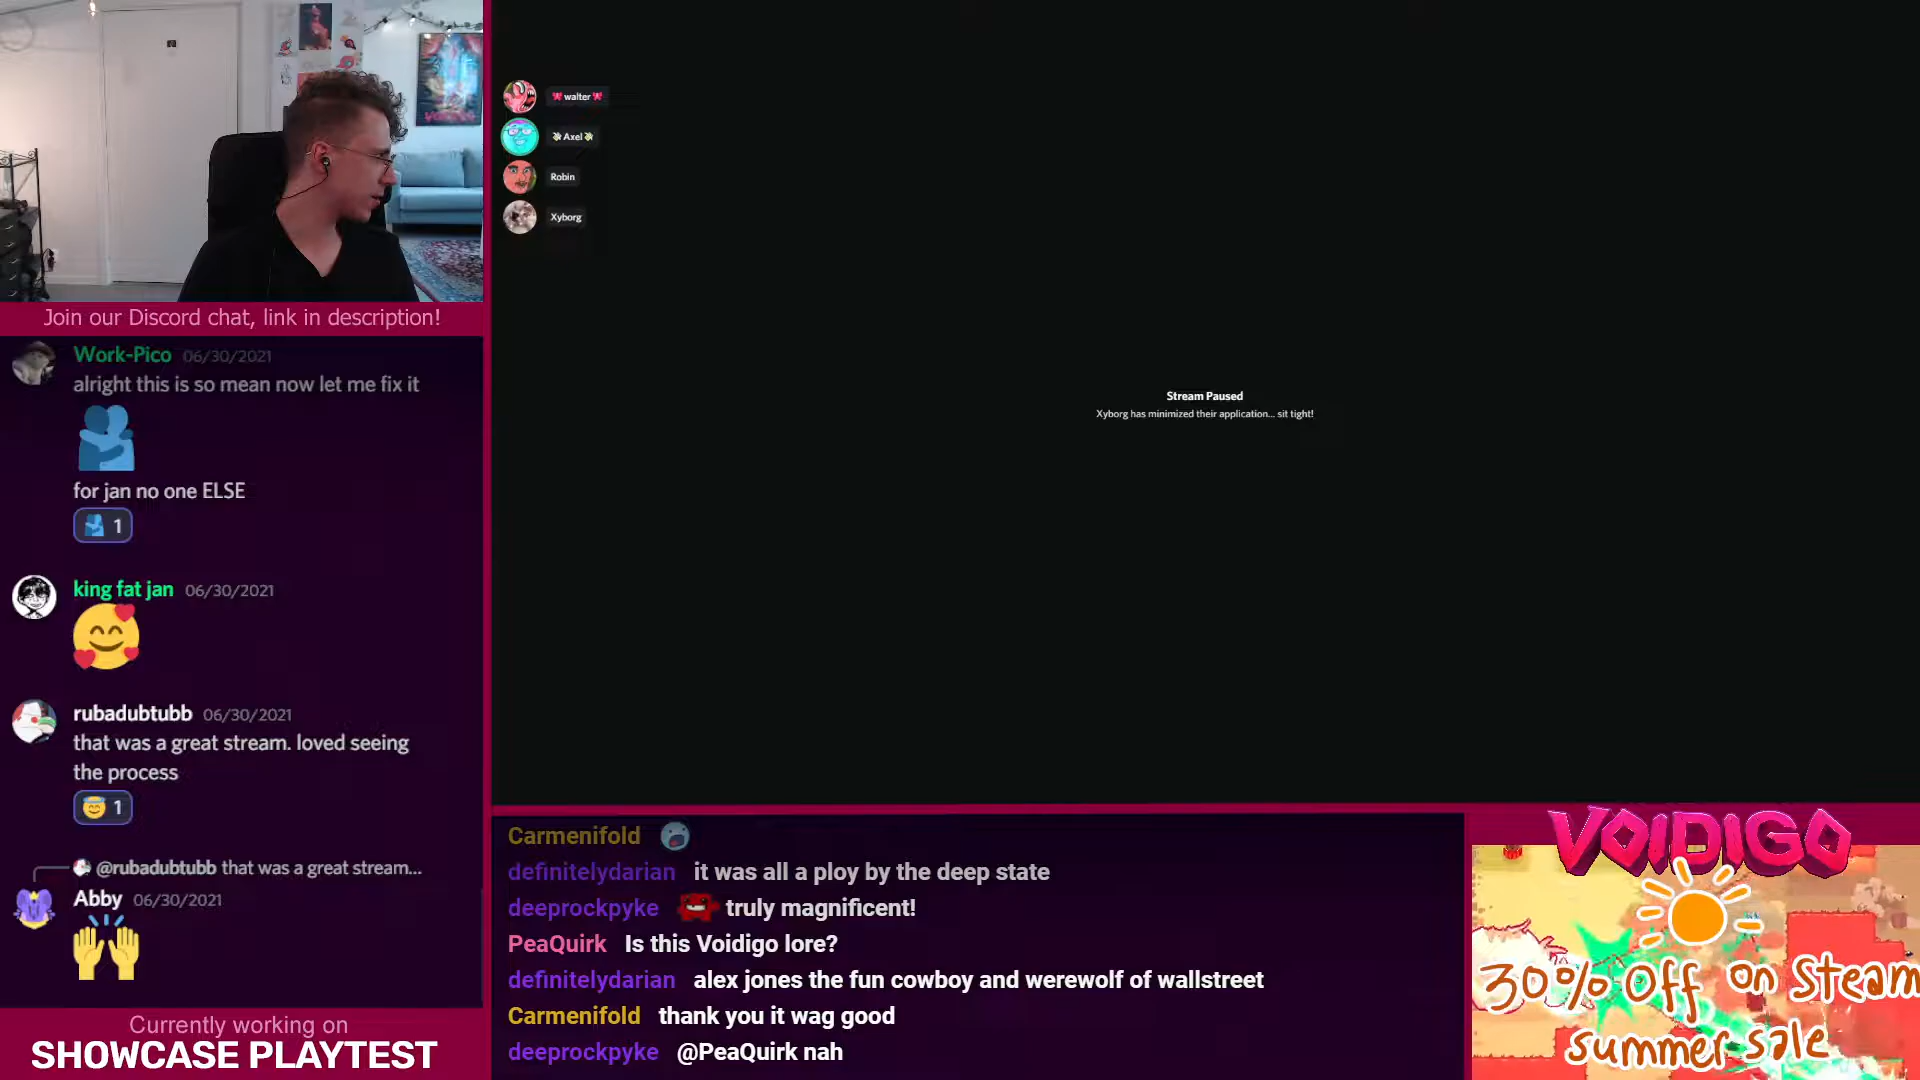 walter
Axel
Robin
Xyborg
Join our Discord chat, link in description!
Work-Pico 06/30/2021
alright this is so mean now let me fix it
for jan no one ELSE
1
king fat jan 06/30/2021
rubadubtubb 06/30/2021
that was a great stream. loved seeing
the process
1
@rubadubtubb that was a great stream...
Abby 06/30/2021
Currently working on
SHOWCASE PLAYTEST
Stream Paused
Xyborg has minimized their application... sit tight!
Carmenifold
definitelydarian it was all a ploy by the deep state
deeprockpyke truly magnificent!
PeaQuirk Is this Voidigo lore?
definitelydarian alex jones the fun cowboy and werewolf of wallstreet
Carmenifold thank you it wag good
deeprockpyke @PeaQuirk nah
VOIDIGO
30% off on Steam
summer sale